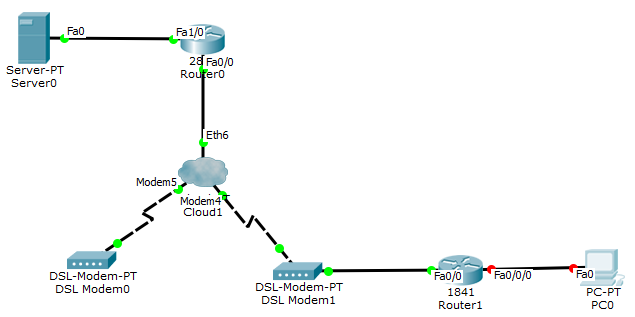 Fa0
Fa1/0
Server-PT
Server0
28
Fa0/0
Router0
Eth6
Modem5
Modem4
Cloud1
DSL-Modem-PT
DSL Modem0
DSL-Modem-PT
DSL Modem1
Fa0/0
1841
Router1
Fa0/0/0
Fa0
PC-PT
PC0